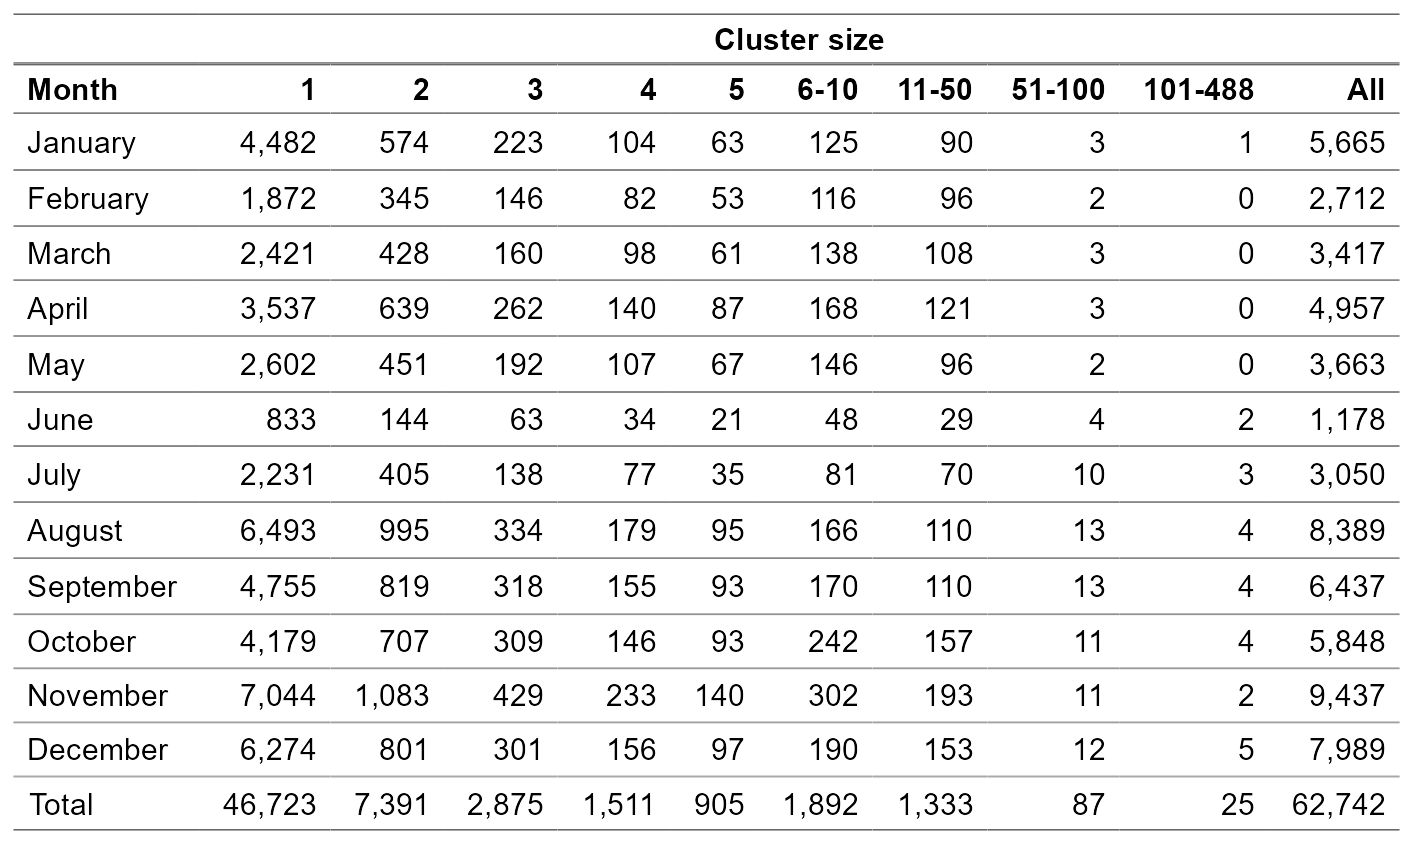 Cluster size
Month 1 2 3 4 5 6-10 11-50 51-100 101-488 All
January 4,482 574 223 104 63 125 90 3 1 5,665
February 1,872 345 146 82 53 116 96 2 0 2,712
March 2,421 428 160 98 61 138 108 3 0 3,417
April 3,537 639 262 140 87 168 121 3 0 4,957
May 2,602 451 192 107 67 146 96 2 0 3,663
June 833 144 63 34 21 48 29 4 2 1,178
July 2,231 405 138 77 35 81 70 10 3 3,050
August 6,493 995 334 179 95 166 110 13 4 8,389
September 4,755 819 318 155 93 170 110 13 4 6,437
October 4,179 707 309 146 93 242 157 11 4 5,848
November 7,044 1,083 429 233 140 302 193 11 2 9,437
December 6,274 801 301 156 97 190 153 12 5 7,989
Total 46,723 7,391 2,875 1,511 905 1,892 1,333 87 25 62,742